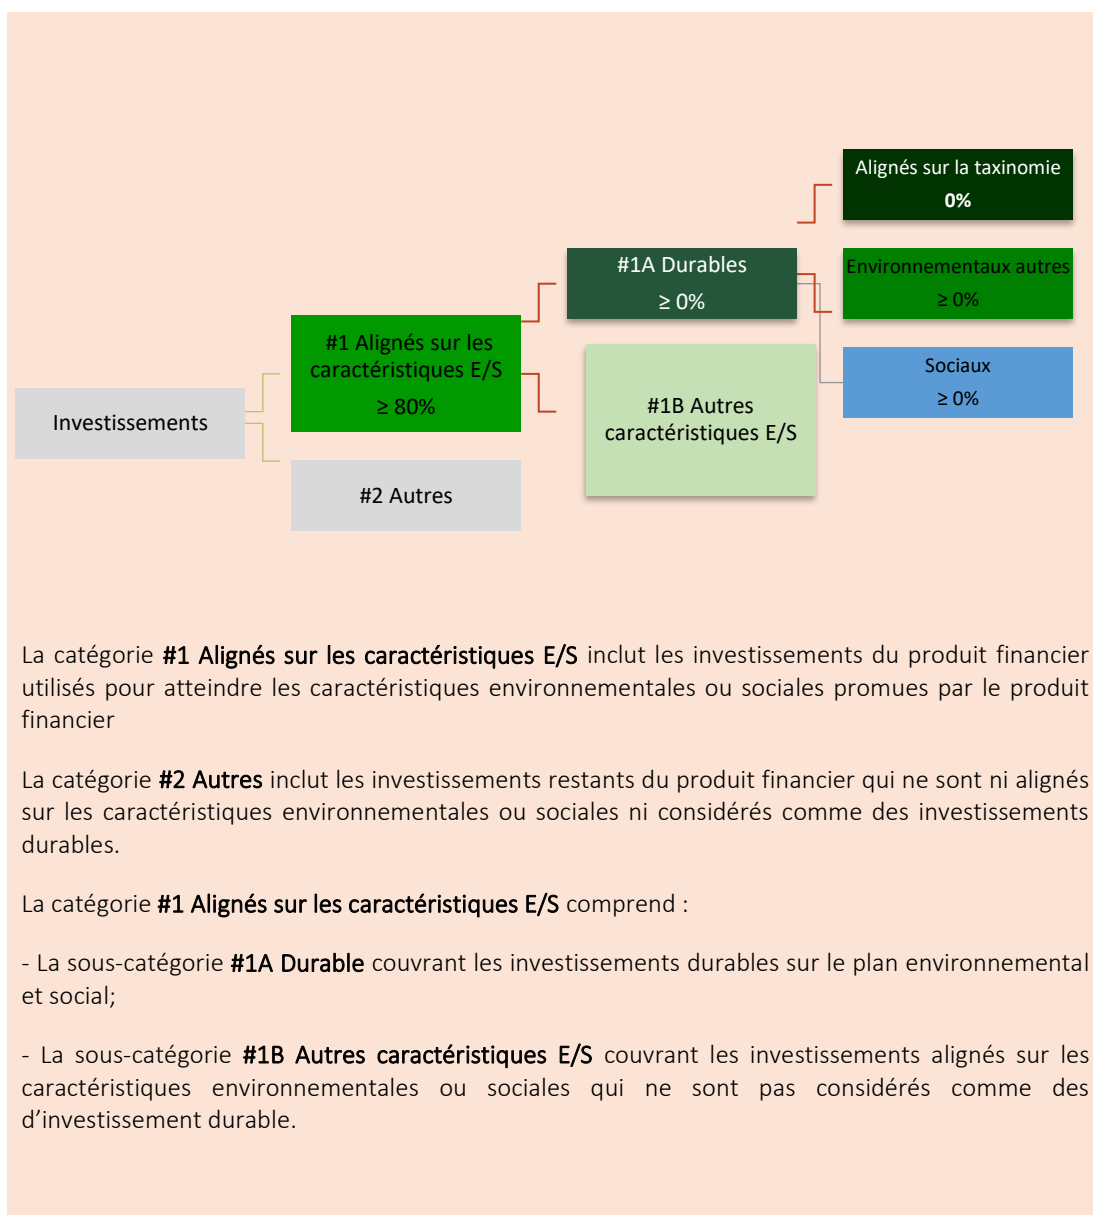 Alignés sur la taxinomie
0%
#1A Durables
≥ 0%
Environnementaux autres
≥ 0%
#1 Alignés sur les
caractéristiques E/S
≥ 80%
Sociaux
≥ 0%
Investissements
#1B Autres
caractéristiques E/S
#2 Autres
La catégorie #1 Alignés sur les caractéristiques E/S inclut les investissements du produit financier
utilisés pour atteindre les caractéristiques environnementales ou sociales promues par le produit
financier
La catégorie #2 Autres inclut les investissements restants du produit financier qui ne sont ni alignés
sur les caractéristiques environnementales ou sociales ni considérés comme des investissements
durables.
La catégorie #1 Alignés sur les caractéristiques E/S comprend :
- La sous-catégorie #1A Durable couvrant les investissements durables sur le plan environnemental
et social;
- La sous-catégorie #1B Autres caractéristiques E/S couvrant les investissements alignés sur les
caractéristiques environnementales ou sociales qui ne sont pas considérés comme des
d’investissement durable.